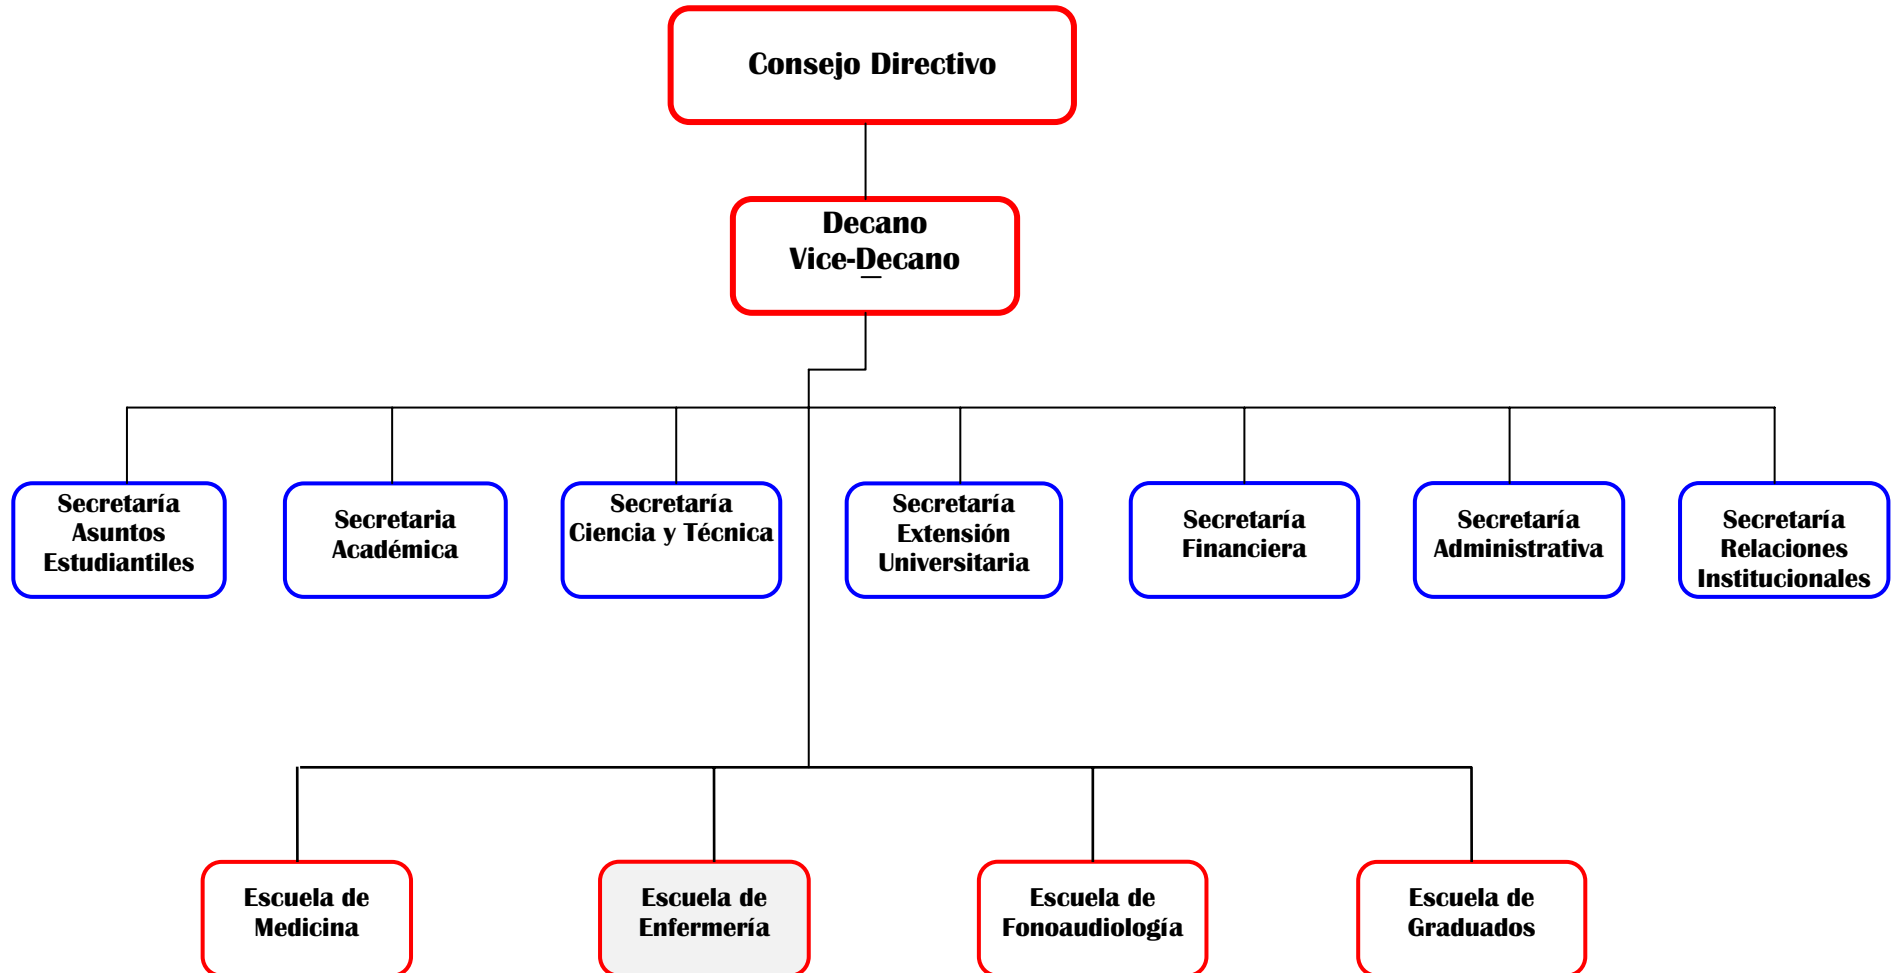 Consejo Directivo
Decano
Vice-Decano
Secretaría
Asuntos
Estudiantiles
Secretaria
Académica
Secretaría
Ciencia y Técnica
Secretaría
Extensión
Universitaria
Secretaría
Financiera
Secretaría
Administrativa
Secretaría
Relaciones
Institucionales
Escuela de
Medicina
Escuela de
Enfermería
Escuela de
Fonoaudiología
Escuela de
Graduados